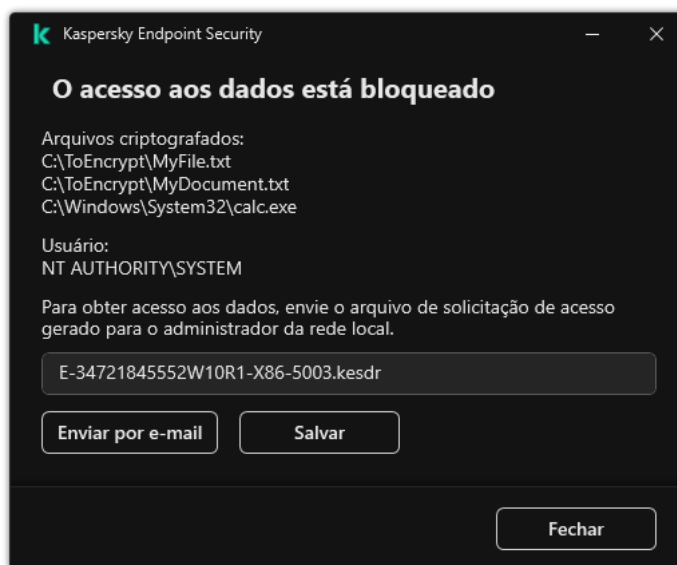 Kaspersky Endpoint Security
O acesso aos dados está bloqueado
Arquivos criptografados:
C:\ToEncrypt\MyFile.txt
C:\ToEncrypt\MyDocument.txt
C:\Windows\System32\calc.exe
Usuário:
NT AUTHORITY\SYSTEM
Para obter acesso aos dados, envie o arquivo de solicitação de acesso
gerado para o administrador da rede local.
E-34721845552W10R1-X86-5003.kesdr
Enviar por e-mail
Salvar
Fechar